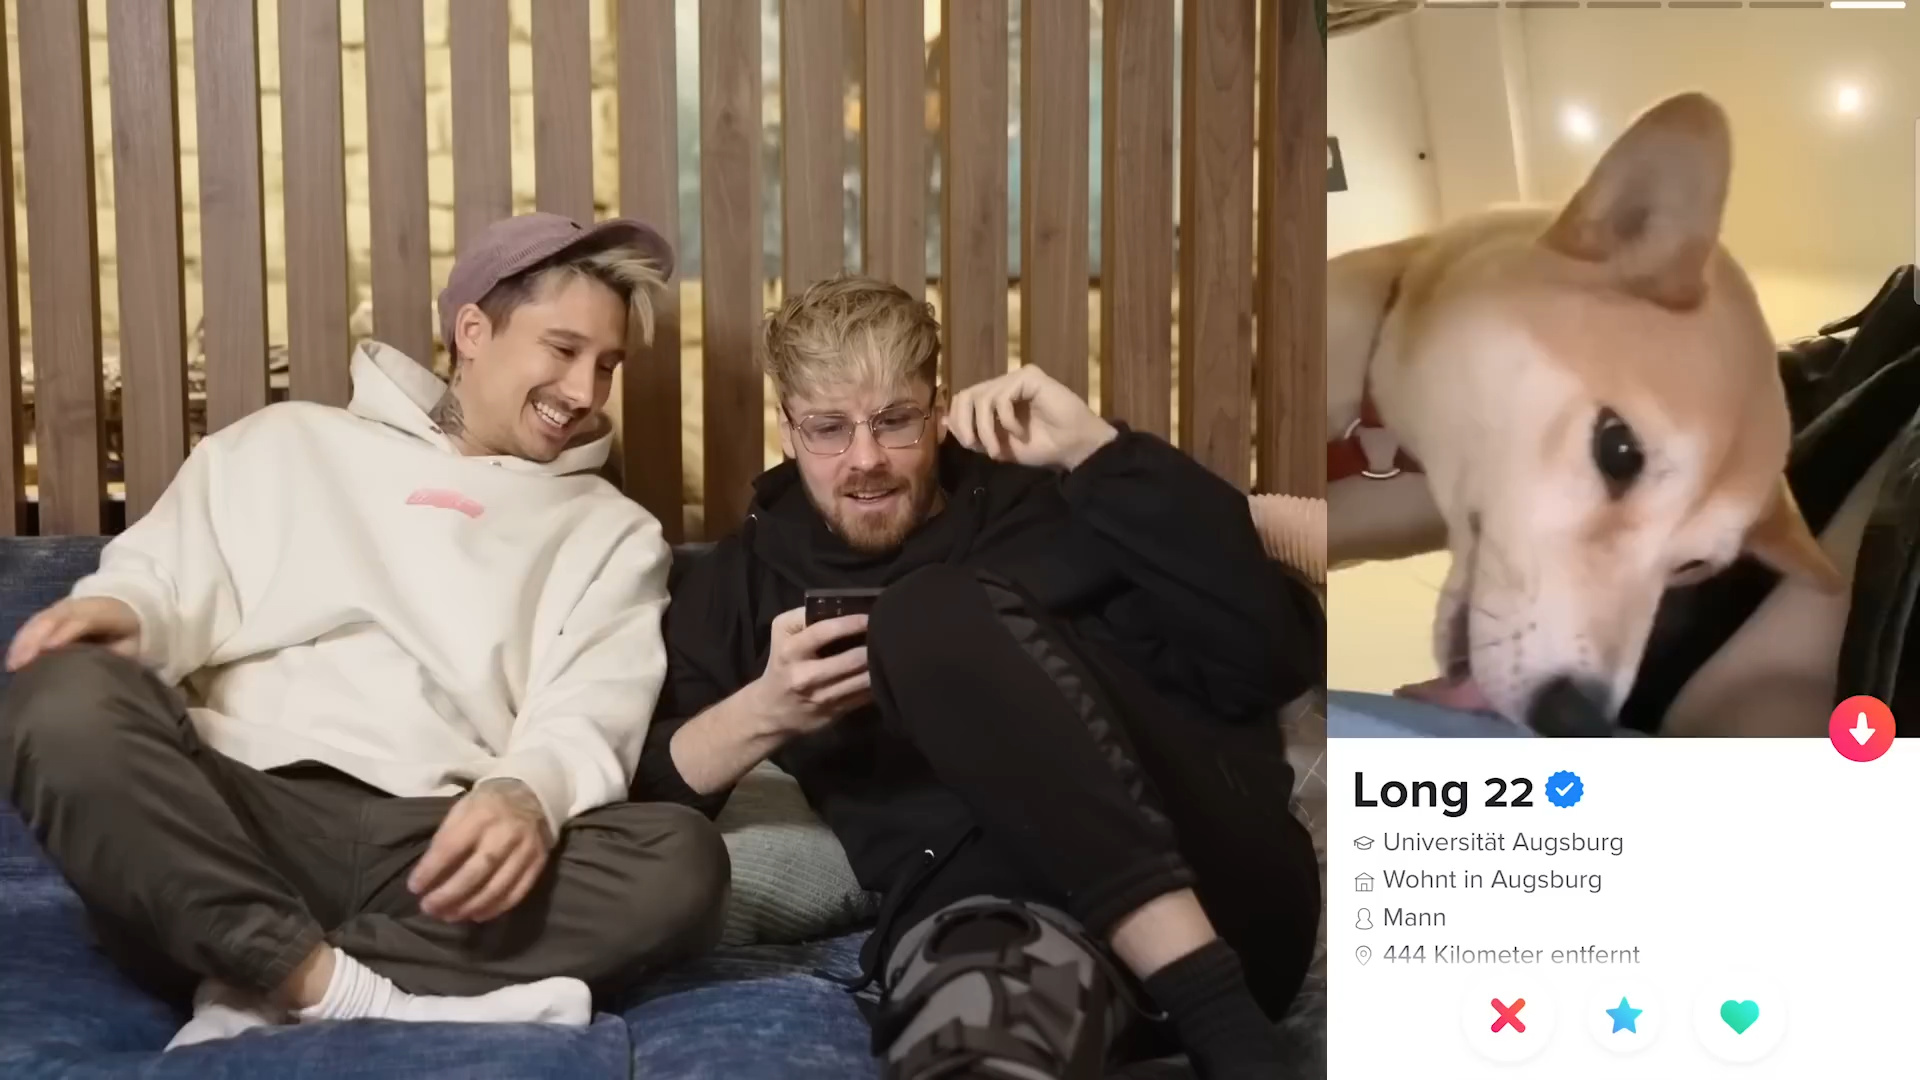 Long 22
Universität Augsburg
Wohnt in Augsburg
Mann
444 Kilometer entfernt